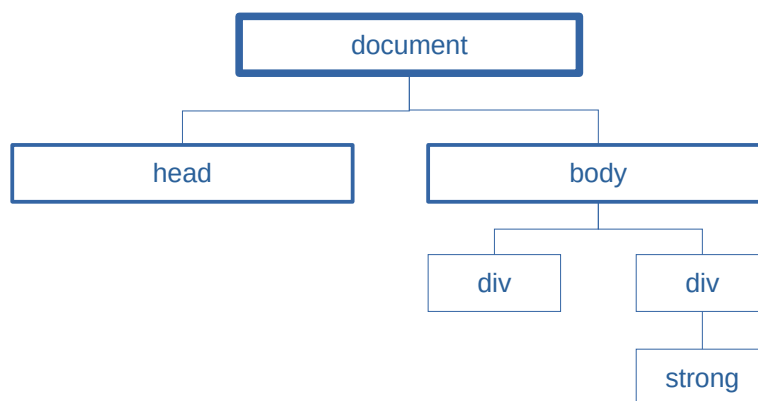 document
head
body
div
div
strong